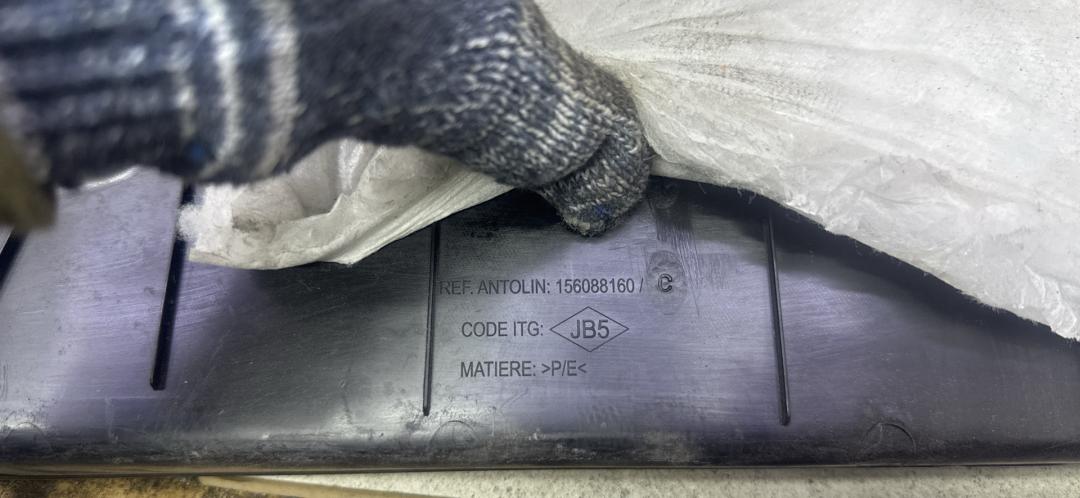 REF. ANTOLIN: 156088160 / C
CODE ITG: JB5
MATIERE: >P/E<